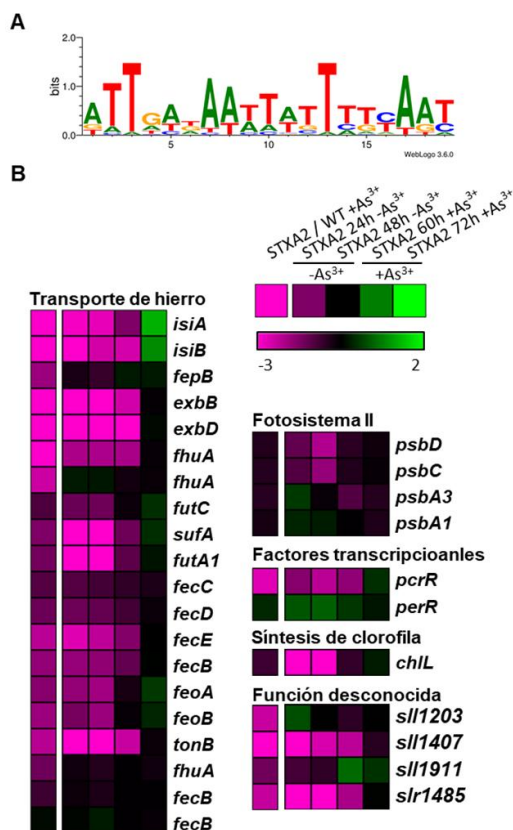 A
bits
2.0
1.0
0.0
5
10
15
WebLogo 3.6.0
B
STXA2 / WT +As³⁺
STXA2 24h -As³⁺
STXA2 48h -As³⁺
STXA2 60h +As³⁺
STXA2 72h +As³⁺
-As³⁺
+As³⁺
-3
2
Transporte de hierro
isiA
isiB
fepB
exbB
exbD
fhuA
fhuA
futC
sufA
futA1
fecC
fecD
fecE
fecB
feoA
feoB
tonB
fhuA
fecB
fecB
Fotosistema II
psbD
psbC
psbA3
psbA1
Factores transcripcioanles
pcrR
perR
Síntesis de clorofila
chlL
Función desconocida
sll1203
sll1407
sll1911
slr1485